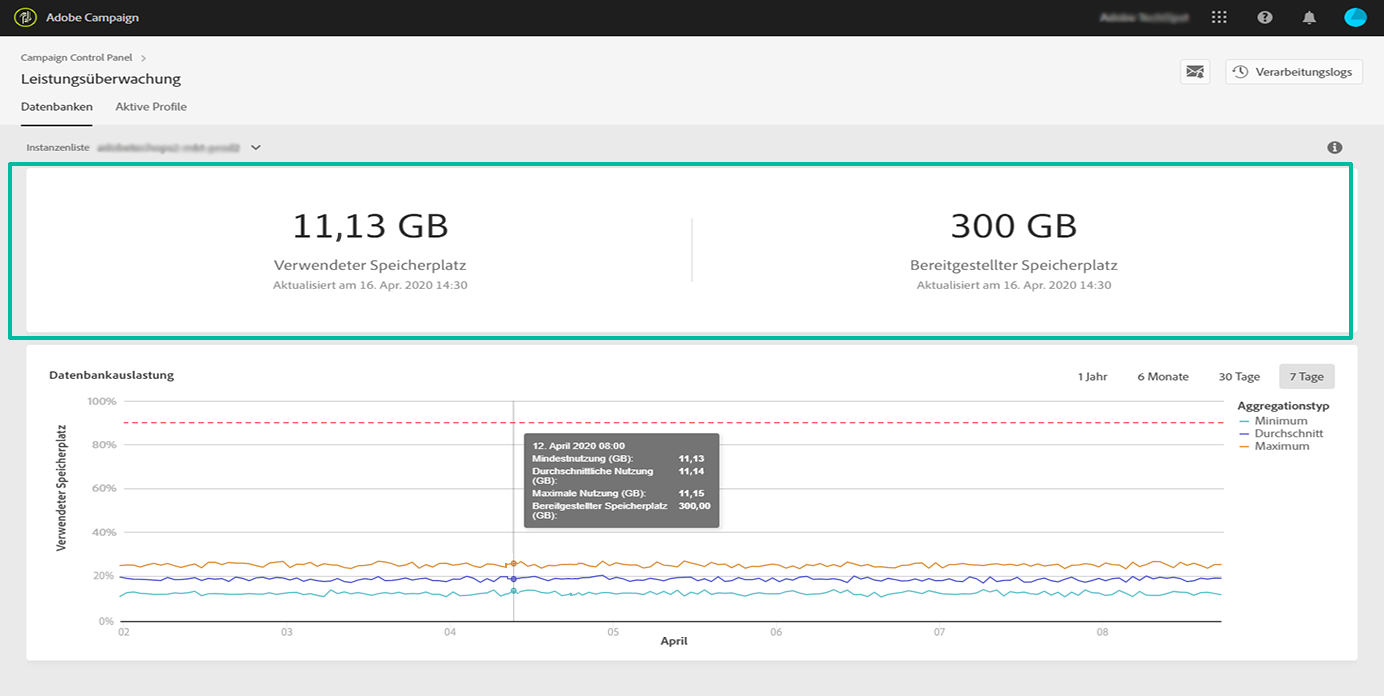 Adobe Campaign
Campaign Control Panel
Leistungsüberwachung
Verarbeitungslogs
Datenbanken Aktive Profile
Instanzenliste
11,13 GB
Verwendeter Speicherplatz
Aktualisiert am 16. Apr. 2020 14:30
300 GB
Bereitgestellter Speicherplatz
Aktualisiert am 16. Apr. 2020 14:30
Datenbankauslastung
1 Jahr 6 Monate 30 Tage 7 Tage
Verwendeter Speicherplatz
100%
80%
60%
40%
20%
0%
12. April 2020 08:00
Mindestnutzung (GB): 11,13
Durchschnittliche Nutzung 11,14
(GB):
Maximale Nutzung (GB): 11,15
Bereitgestellter Speicherplatz 300,00
(GB):
Aggregationstyp
Minimum
Durchschnitt
Maximum
02 03 04 05 06 07 08
April